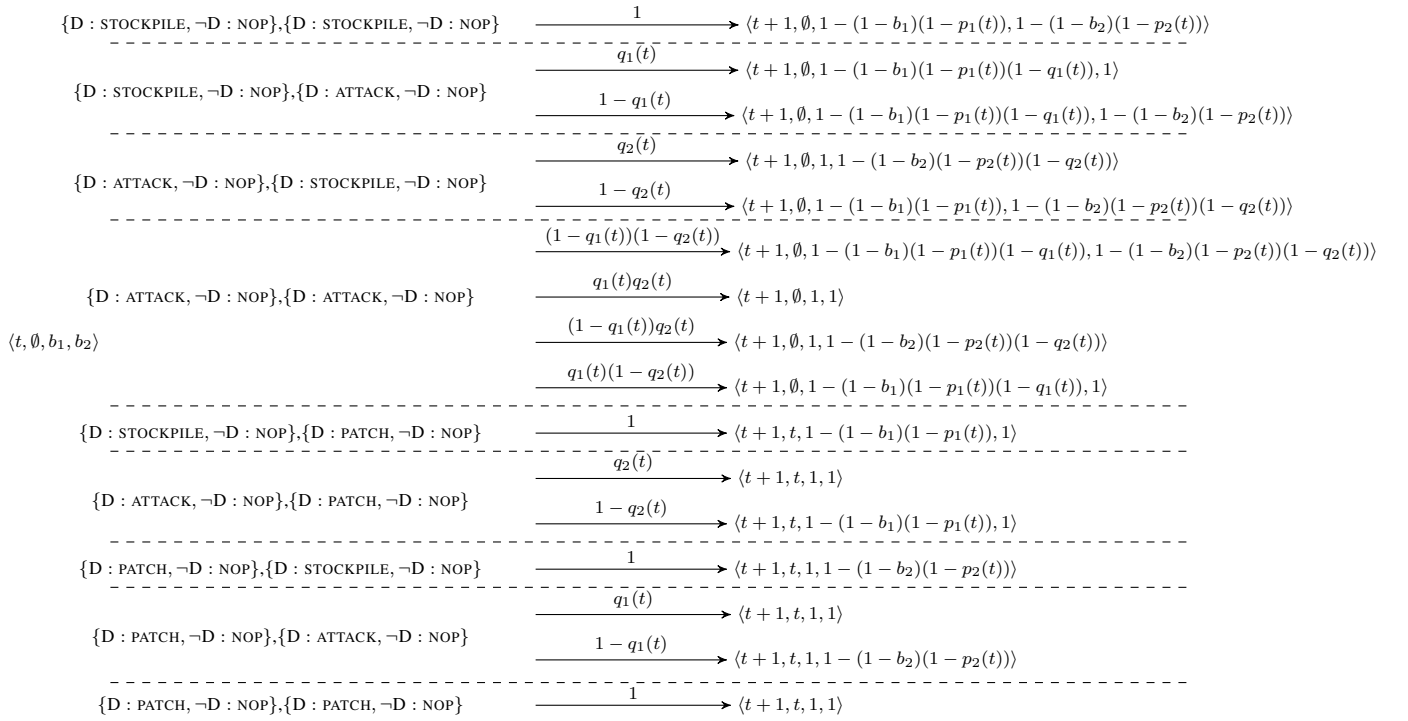 {D : STOCKPILE, ¬D : NOP},{D : STOCKPILE, ¬D : NOP} 1 ⟨t + 1, ∅, 1 − (1 − b₁)(1 − p₁(t)), 1 − (1 − b₂)(1 − p₂(t))⟩
q₁(t) ⟨t + 1, ∅, 1 − (1 − b₁)(1 − p₁(t))(1 − q₁(t)), 1⟩
{D : STOCKPILE, ¬D : NOP},{D : ATTACK, ¬D : NOP}
1 − q₁(t) ⟨t + 1, ∅, 1 − (1 − b₁)(1 − p₁(t))(1 − q₁(t)), 1 − (1 − b₂)(1 − p₂(t))⟩
q₂(t) ⟨t + 1, ∅, 1, 1 − (1 − b₂)(1 − p₂(t))(1 − q₂(t))⟩
{D : ATTACK, ¬D : NOP},{D : STOCKPILE, ¬D : NOP}
1 − q₂(t) ⟨t + 1, ∅, 1 − (1 − b₁)(1 − p₁(t)), 1 − (1 − b₂)(1 − p₂(t))(1 − q₂(t))⟩
(1 − q₁(t))(1 − q₂(t)) ⟨t + 1, ∅, 1 − (1 − b₁)(1 − p₁(t))(1 − q₁(t)), 1 − (1 − b₂)(1 − p₂(t))(1 − q₂(t))⟩
{D : ATTACK, ¬D : NOP},{D : ATTACK, ¬D : NOP} q₁(t)q₂(t) ⟨t + 1, ∅, 1, 1⟩
⟨t, ∅, b₁, b₂⟩ (1 − q₁(t))q₂(t) ⟨t + 1, ∅, 1, 1 − (1 − b₂)(1 − p₂(t))(1 − q₂(t))⟩
q₁(t)(1 − q₂(t)) ⟨t + 1, ∅, 1 − (1 − b₁)(1 − p₁(t))(1 − q₁(t)), 1⟩
{D : STOCKPILE, ¬D : NOP},{D : PATCH, ¬D : NOP} 1 ⟨t + 1, t, 1 − (1 − b₁)(1 − p₁(t)), 1⟩
q₂(t) ⟨t + 1, t, 1, 1⟩
{D : ATTACK, ¬D : NOP},{D : PATCH, ¬D : NOP}
1 − q₂(t) ⟨t + 1, t, 1 − (1 − b₁)(1 − p₁(t)), 1⟩
{D : PATCH, ¬D : NOP},{D : STOCKPILE, ¬D : NOP} 1 ⟨t + 1, t, 1, 1 − (1 − b₂)(1 − p₂(t))⟩
q₁(t) ⟨t + 1, t, 1, 1⟩
{D : PATCH, ¬D : NOP},{D : ATTACK, ¬D : NOP}
1 − q₁(t) ⟨t + 1, t, 1, 1 − (1 − b₂)(1 − p₂(t))⟩
{D : PATCH, ¬D : NOP},{D : PATCH, ¬D : NOP} 1 ⟨t + 1, t, 1, 1⟩